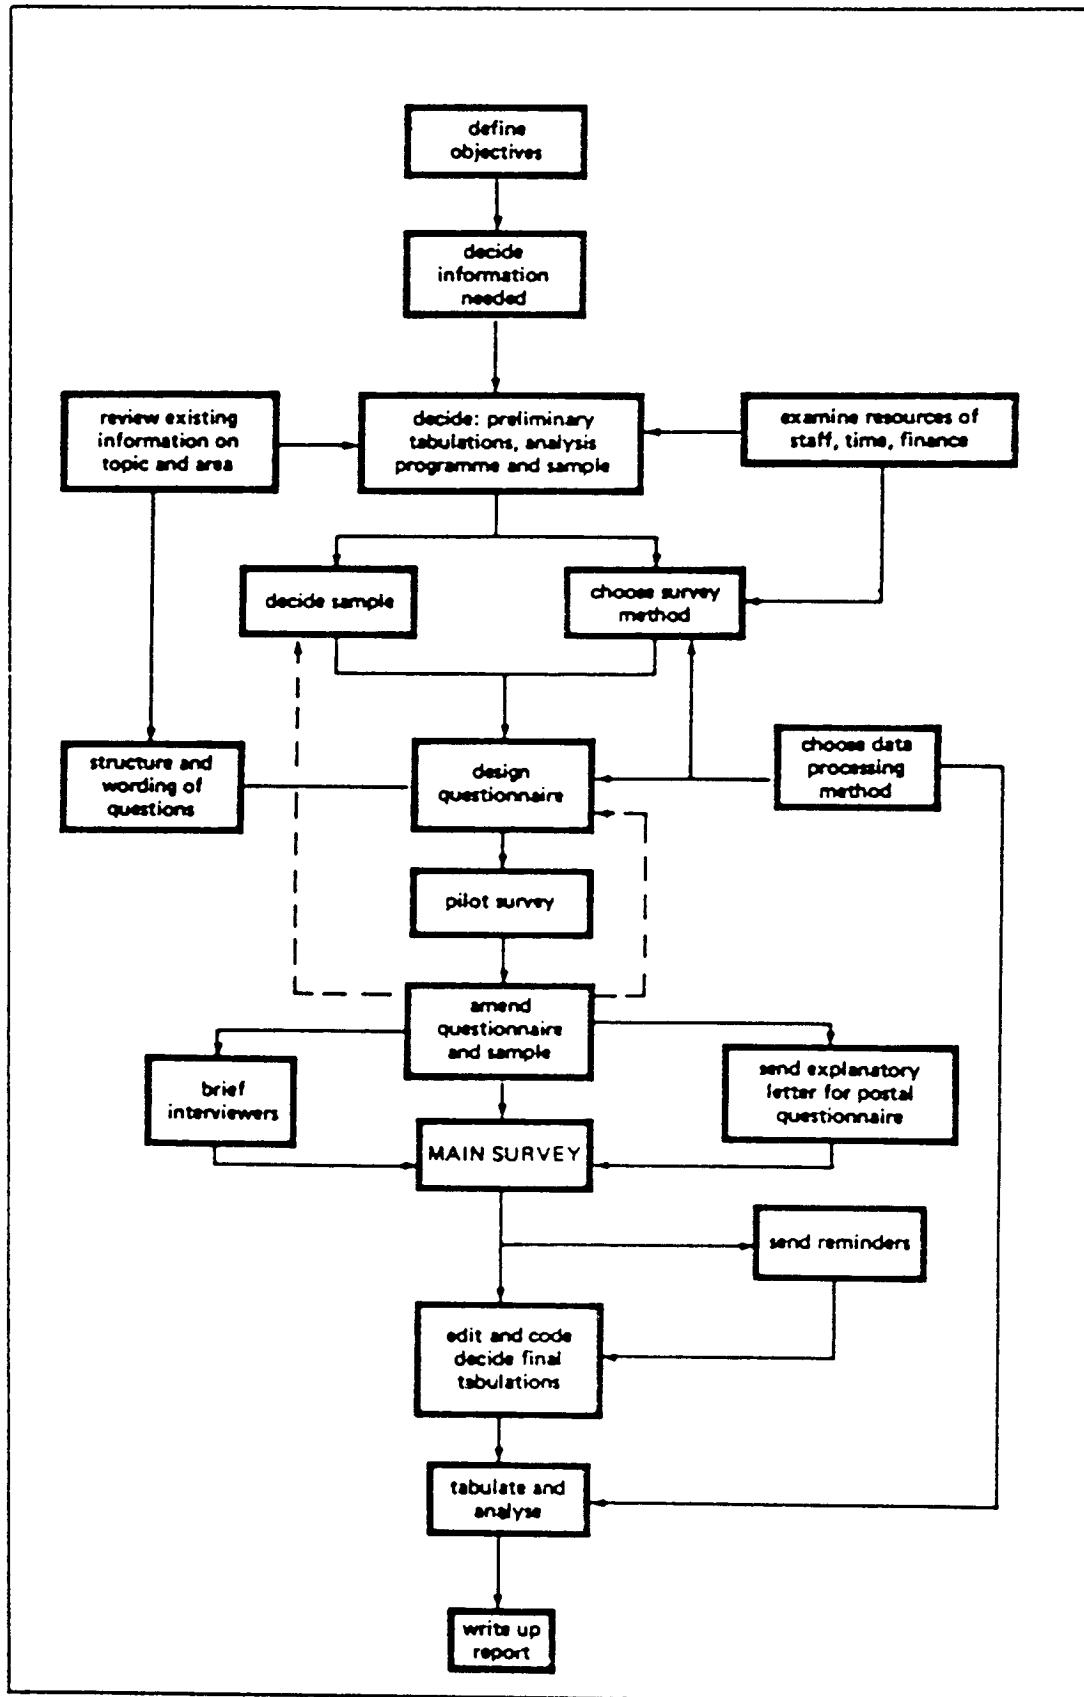 define
objectives
decide
information
needed
review existing
information on
topic and area
decide: preliminary
tabulations, analysis
programme and sample
examine resources of
staff, time, finance
decide sample
choose survey
method
structure and
wording of
questions
design
questionnaire
choose data
processing
method
pilot survey
amend
questionnaire
and sample
brief
interviewers
send explanatory
letter for postal
questionnaire
MAIN SURVEY
send reminders
edit and code
decide final
tabulations
tabulate and
analyse
write up
report